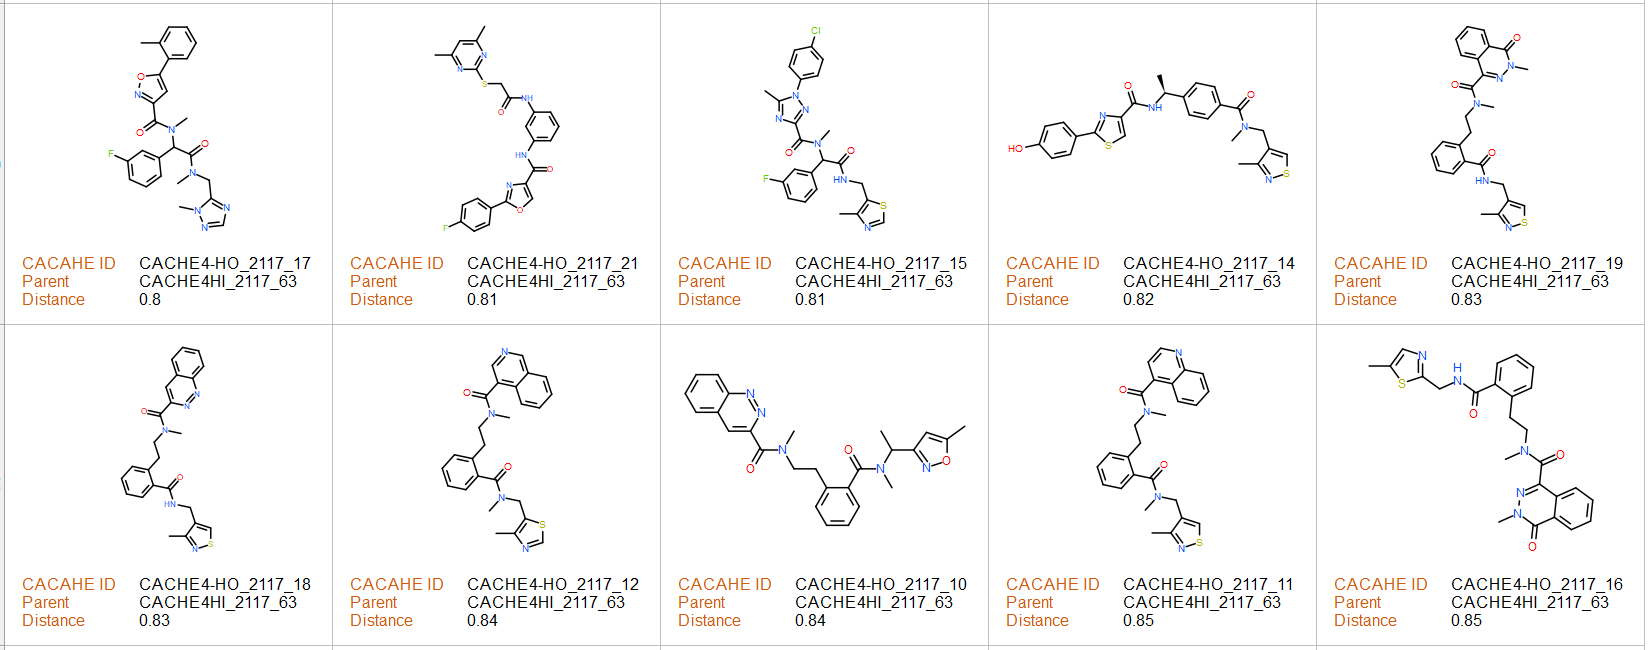 CACAHE ID CACHE4-HO_2117_17
Parent CACHE4HI_2117_63
Distance 0.8
CACAHE ID CACHE4-HO_2117_21
Parent CACHE4HI_2117_63
Distance 0.81
CACAHE ID CACHE4-HO_2117_15
Parent CACHE4HI_2117_63
Distance 0.81
CACAHE ID CACHE4-HO_2117_14
Parent CACHE4HI_2117_63
Distance 0.82
CACAHE ID CACHE4-HO_2117_19
Parent CACHE4HI_2117_63
Distance 0.83
CACAHE ID CACHE4-HO_2117_18
Parent CACHE4HI_2117_63
Distance 0.83
CACAHE ID CACHE4-HO_2117_12
Parent CACHE4HI_2117_63
Distance 0.84
CACAHE ID CACHE4-HO_2117_10
Parent CACHE4HI_2117_63
Distance 0.84
CACAHE ID CACHE4-HO_2117_11
Parent CACHE4HI_2117_63
Distance 0.85
CACAHE ID CACHE4-HO_2117_16
Parent CACHE4HI_2117_63
Distance 0.85